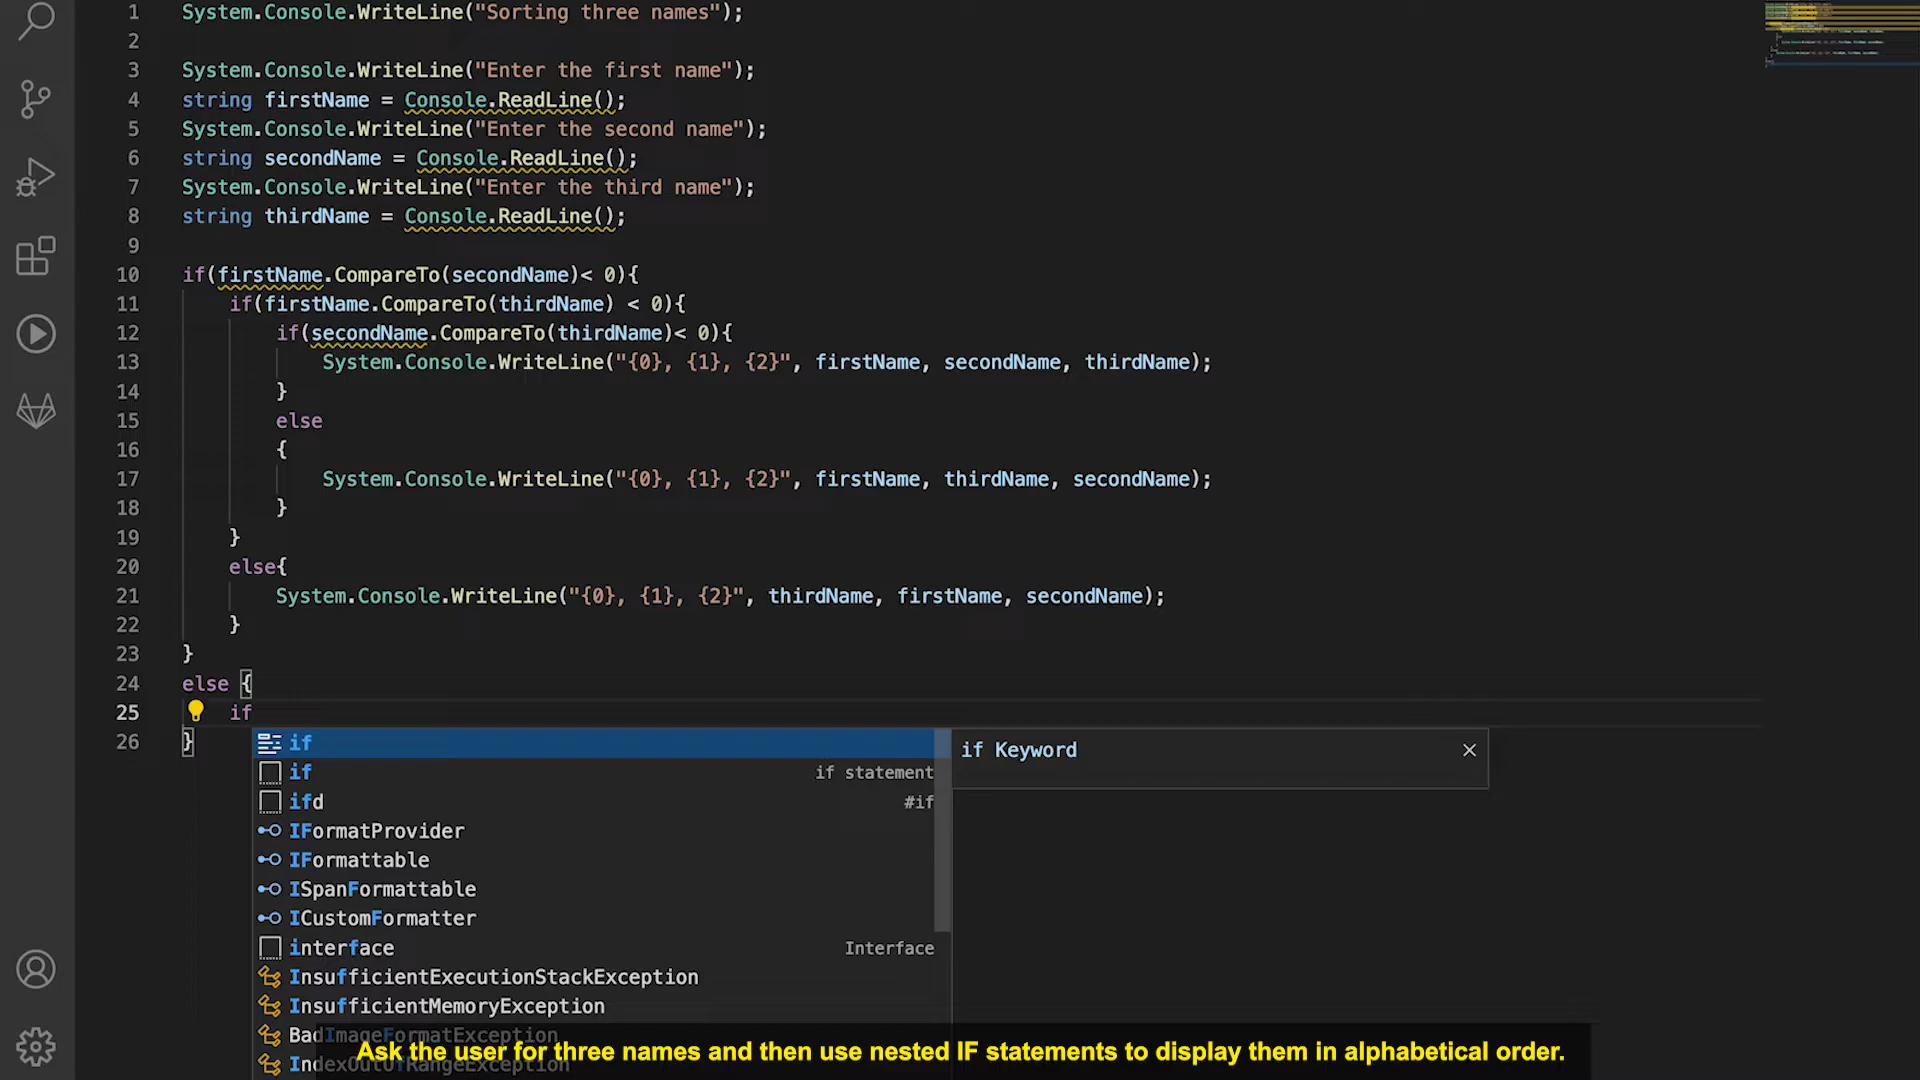 1 System.Console.WriteLine("Sorting three names");
2
3 System.Console.WriteLine("Enter the first name");
4 string firstName = Console.ReadLine();
5 System.Console.WriteLine("Enter the second name");
6 string secondName = Console.ReadLine();
7 System.Console.WriteLine("Enter the third name");
8 string thirdName = Console.ReadLine();
9
10 if(firstName.CompareTo(secondName)< 0){
11 if(firstName.CompareTo(thirdName) < 0){
12 if(secondName.CompareTo(thirdName)< 0){
13 System.Console.WriteLine("{0}, {1}, {2}", firstName, secondName, thirdName);
14 }
15 else
16 {
17 System.Console.WriteLine("{0}, {1}, {2}", firstName, thirdName, secondName);
18 }
19 }
20 else{
21 System.Console.WriteLine("{0}, {1}, {2}", thirdName, firstName, secondName);
22 }
23 }
24 else {
25 if
26 }
if
if if statement
ifd #if
IFormatProvider
IFormattable
ISpanFormattable
ICustomFormatter
interface Interface
InsufficientExecutionStackException
InsufficientMemoryException
BadImageFormatException
IndexOutOfRangeException
if Keyword
Ask the user for three names and then use nested IF statements to display them in alphabetical order.